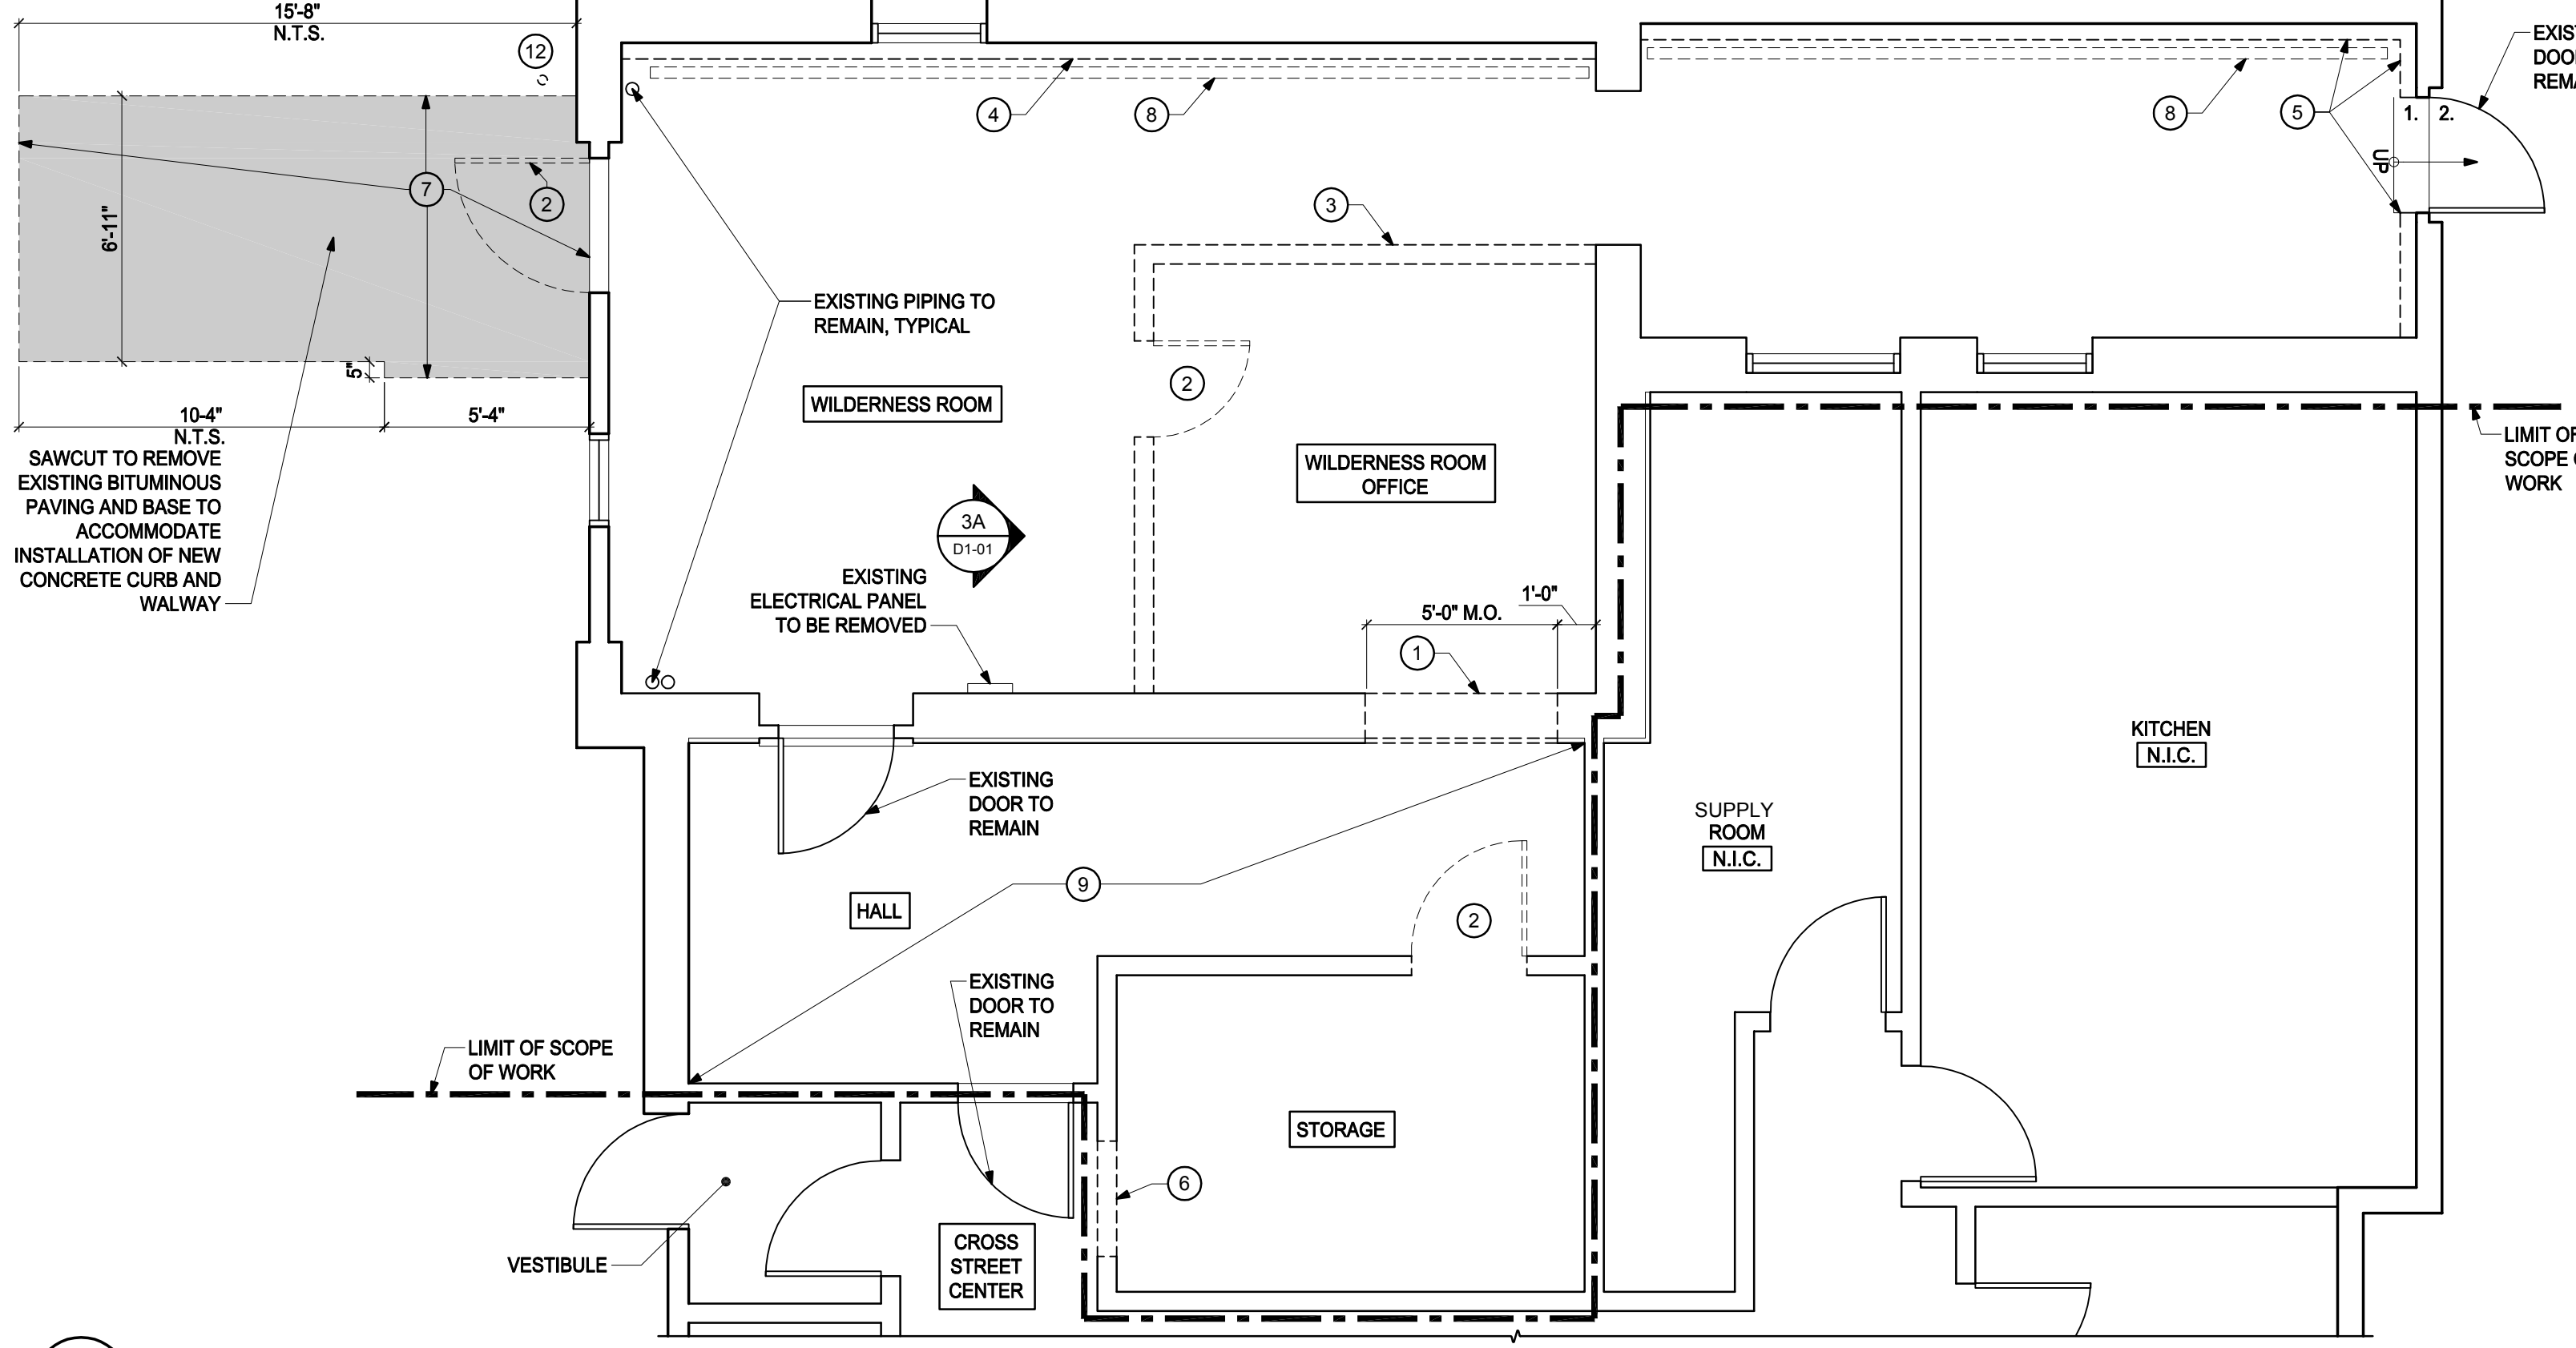 15'-8"
N.T.S.
12
4
8
8
5
1. 2.
UP
EXIST
DOOR
REMA
7
2
6'-11"
3
EXISTING PIPING TO
REMAIN, TYPICAL
5"
2
WILDERNESS ROOM
10-4"
N.T.S.
5'-4"
WILDERNESS ROOM
OFFICE
LIMIT OF
SCOPE O
WORK
SAWCUT TO REMOVE
EXISTING BITUMINOUS
PAVING AND BASE TO
ACCOMMODATE
INSTALLATION OF NEW
CONCRETE CURB AND
WALWAY
3A
D1-01
EXISTING
ELECTRICAL PANEL
TO BE REMOVED
5'-0" M.O.
1'-0"
1
KITCHEN
N.I.C.
EXISTING
DOOR TO
REMAIN
SUPPLY
ROOM
N.I.C.
9
HALL
2
EXISTING
DOOR TO
REMAIN
LIMIT OF SCOPE
OF WORK
STORAGE
6
VESTIBULE
CROSS
STREET
CENTER